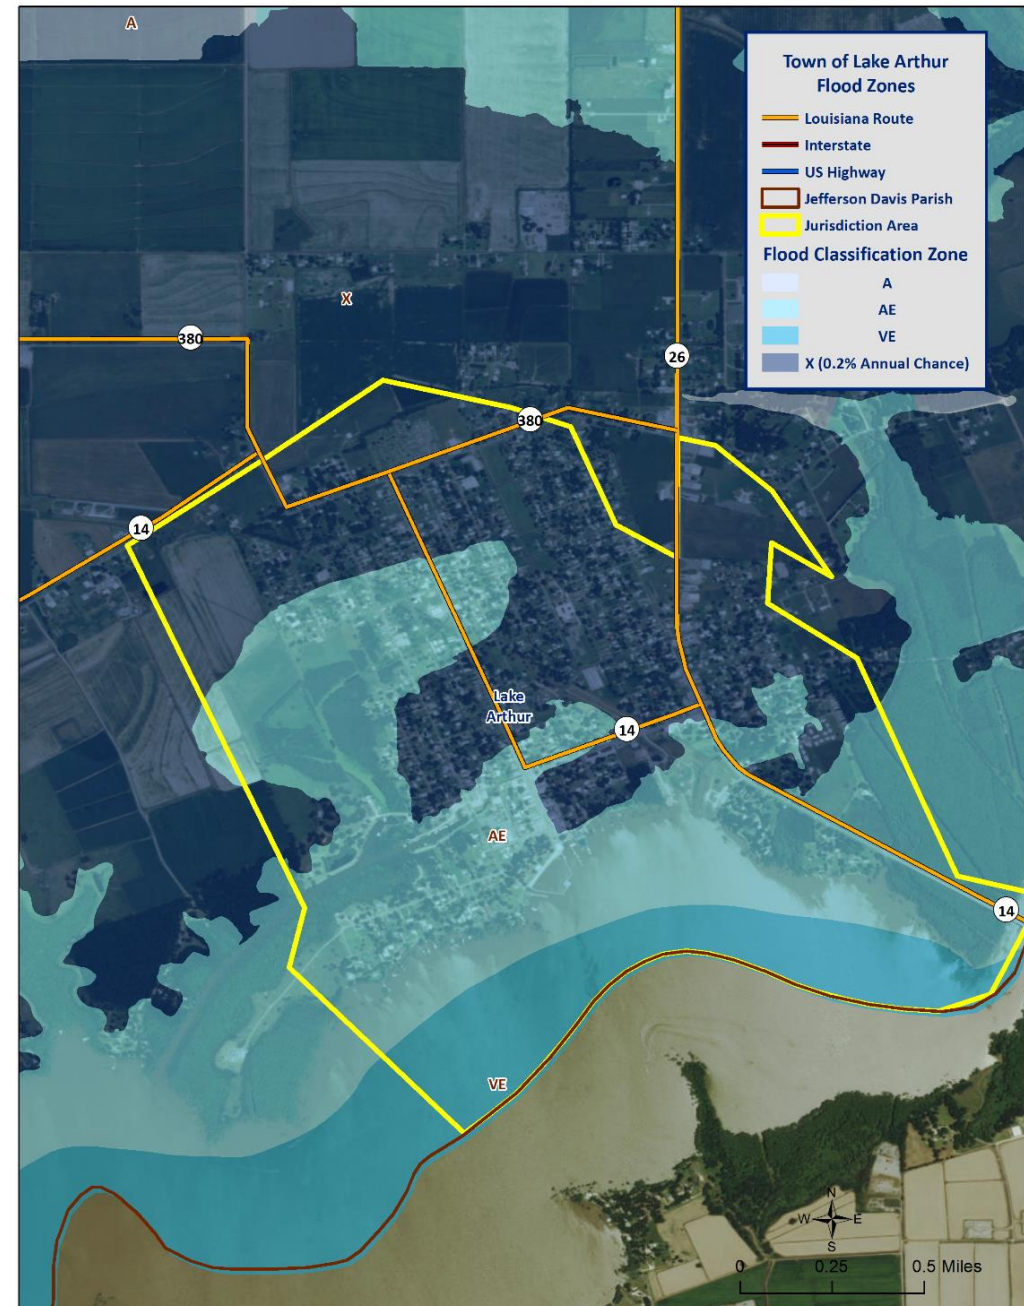 A
Town of Lake Arthur
Flood Zones
Louisiana Route
Interstate
US Highway
Jefferson Davis Parish
Jurisdiction Area
Flood Classification Zone
A
AE
VE
X (0.2% Annual Chance)
X
380
26
380
14
Lake
Arthur
14
AE
14
VE
N
W E
S
0 0.25 0.5 Miles